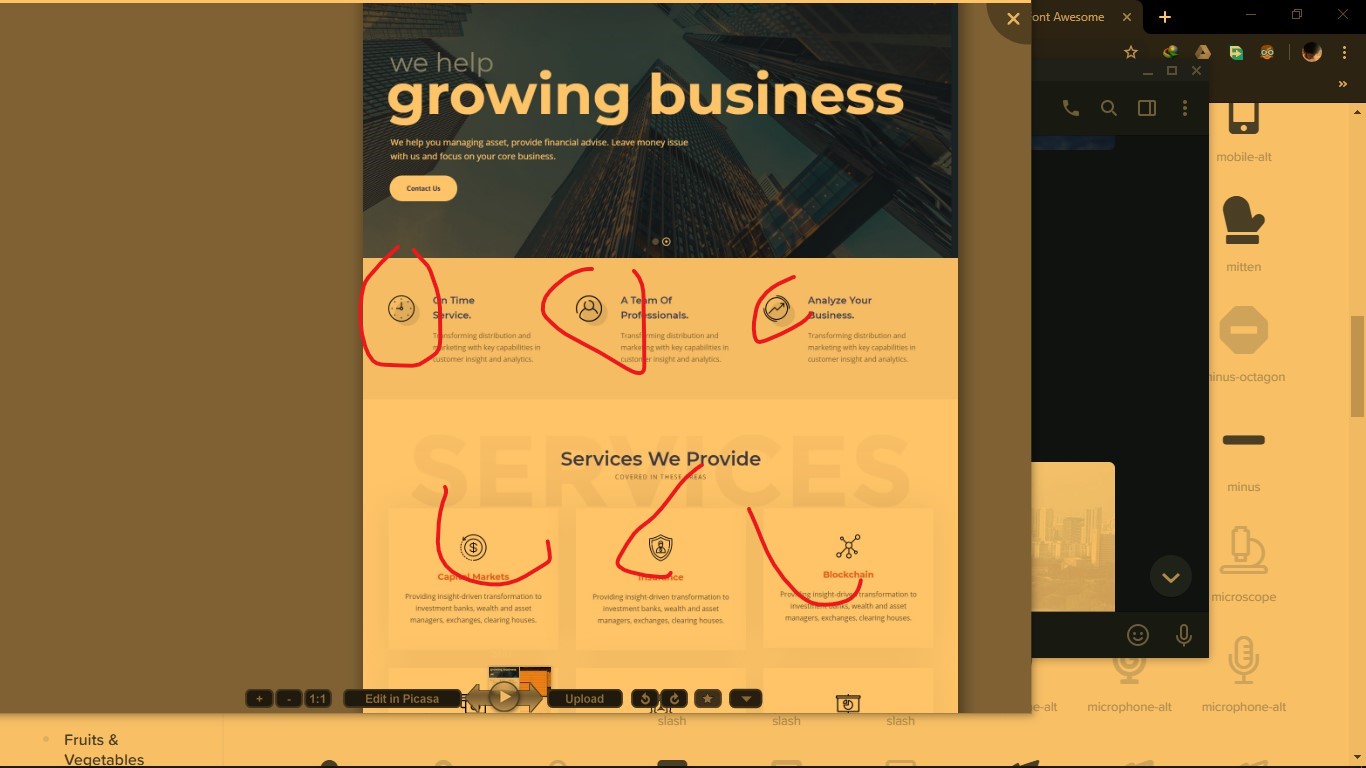 ont Awesome
we help
growing business
We help you managing asset, provide financial advise. Leave money issue
with us and focus on your core business.
Contact Us
On Time
Service.
Transforming distribution and
marketing with key capabilities in
customer insight and analytics.
A Team Of
Professionals.
Transforming distribution and
marketing with key capabilities in
customer insight and analytics.
Analyze Your
Business.
Transforming distribution and
marketing with key capabilities in
customer insight and analytics.
SERVICES
Services We Provide
COVERED IN THESE AREAS
Capital Markets
Providing insight-driven transformation to
investment banks, wealth and asset
managers, exchanges, clearing houses.
Insurance
Providing insight-driven transformation to
investment banks, wealth and asset
managers, exchanges, clearing houses.
Blockchain
Providing insight-driven transformation to
investment banks, wealth and asset
managers, exchanges, clearing houses.
+ - 1:1 Edit in Picasa Upload
mobile-alt
mitten
minus-octagon
minus
microscope
slash slash slash e-alt microphone-alt microphone-alt
Fruits &
Vegetables